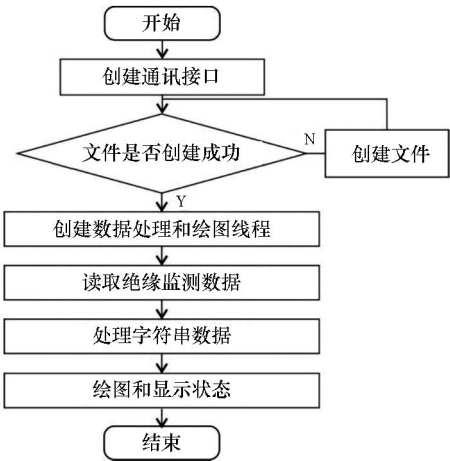 开始
创建通讯接口
文件是否创建成功
N
创建文件
Y
创建数据处理和绘图线程
读取绝缘监测数据
处理字符串数据
绘图和显示状态
结束